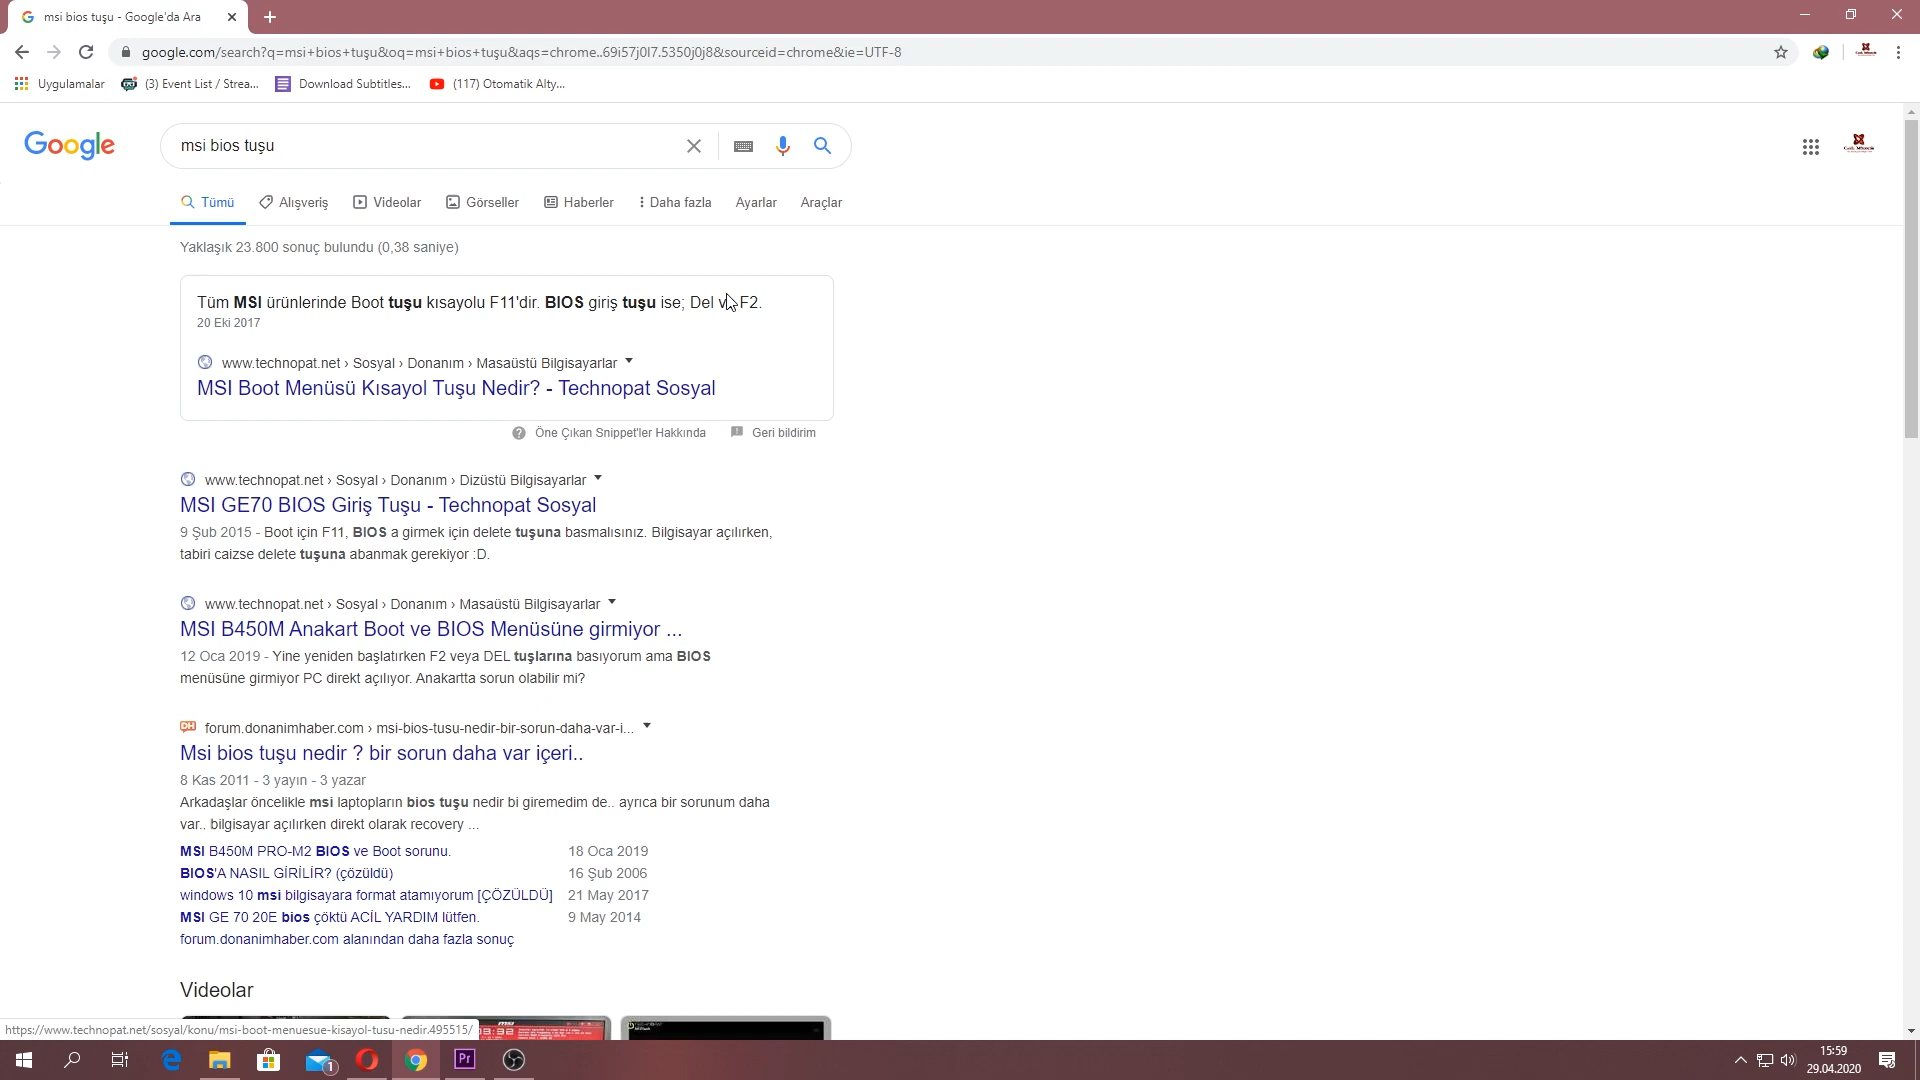 msi bios tuşu - Google'da Ara
google.com/search?q=msi+bios+tuşu&oq=msi+bios+tuşu&aqs=chrome..69i57j0l7.5350j0j8&sourceid=chrome&ie=UTF-8
Uygulamalar (3) Event List / Strea... Download Subtitles... (117) Otomatik Alty...
Google
msi bios tuşu
Tümü Alışveriş Videolar Görseller Haberler Daha fazla Ayarlar Araçlar
Yaklaşık 23.800 sonuç bulundu (0,38 saniye)
Tüm MSI ürünlerinde Boot tuşu kısayolu F11'dir. BIOS giriş tuşu ise; Del F2.
20 Eki 2017
www.technopat.net › Sosyal › Donanım › Masaüstü Bilgisayarlar
MSI Boot Menüsü Kısayol Tuşu Nedir? - Technopat Sosyal
Öne Çıkan Snippet'ler Hakkında Geri bildirim
www.technopat.net › Sosyal › Donanım › Dizüstü Bilgisayarlar
MSI GE70 BIOS Giriş Tuşu - Technopat Sosyal
9 Şub 2015 - Boot için F11, BIOS a girmek için delete tuşuna basmalısınız. Bilgisayar açılırken,
tabiri caizse delete tuşuna abanmak gerekiyor :D.
www.technopat.net › Sosyal › Donanım › Masaüstü Bilgisayarlar
MSI B450M Anakart Boot ve BIOS Menüsüne girmiyor ...
12 Oca 2019 - Yine yeniden başlatırken F2 veya DEL tuşlarına basıyorum ama BIOS
menüsüne girmiyor PC direkt açılıyor. Anakartta sorun olabilir mi?
forum.donanimhaber.com › msi-bios-tusu-nedir-bir-sorun-daha-var-i...
Msi bios tuşu nedir ? bir sorun daha var içeri..
8 Kas 2011 - 3 yayın - 3 yazar
Arkadaşlar öncelikle msi laptopların bios tuşu nedir bi giremedim de.. ayrıca bir sorunum daha
var.. bilgisayar açılırken direkt olarak recovery ...
MSI B450M PRO-M2 BIOS ve Boot sorunu. 18 Oca 2019
BIOS'A NASIL GİRİLİR? (çözüldü) 16 Şub 2006
windows 10 msi bilgisayara format atamıyorum [ÇÖZÜLDÜ] 21 May 2017
MSI GE 70 20E bios çöktü ACİL YARDIM lütfen. 9 May 2014
forum.donanimhaber.com alanından daha fazla sonuç
Videolar
https://www.technopat.net/sosyal/konu/msi-boot-menuesue-kisayol-tusu-nedir.495515/
1
Pr
15:59
29.04.2020